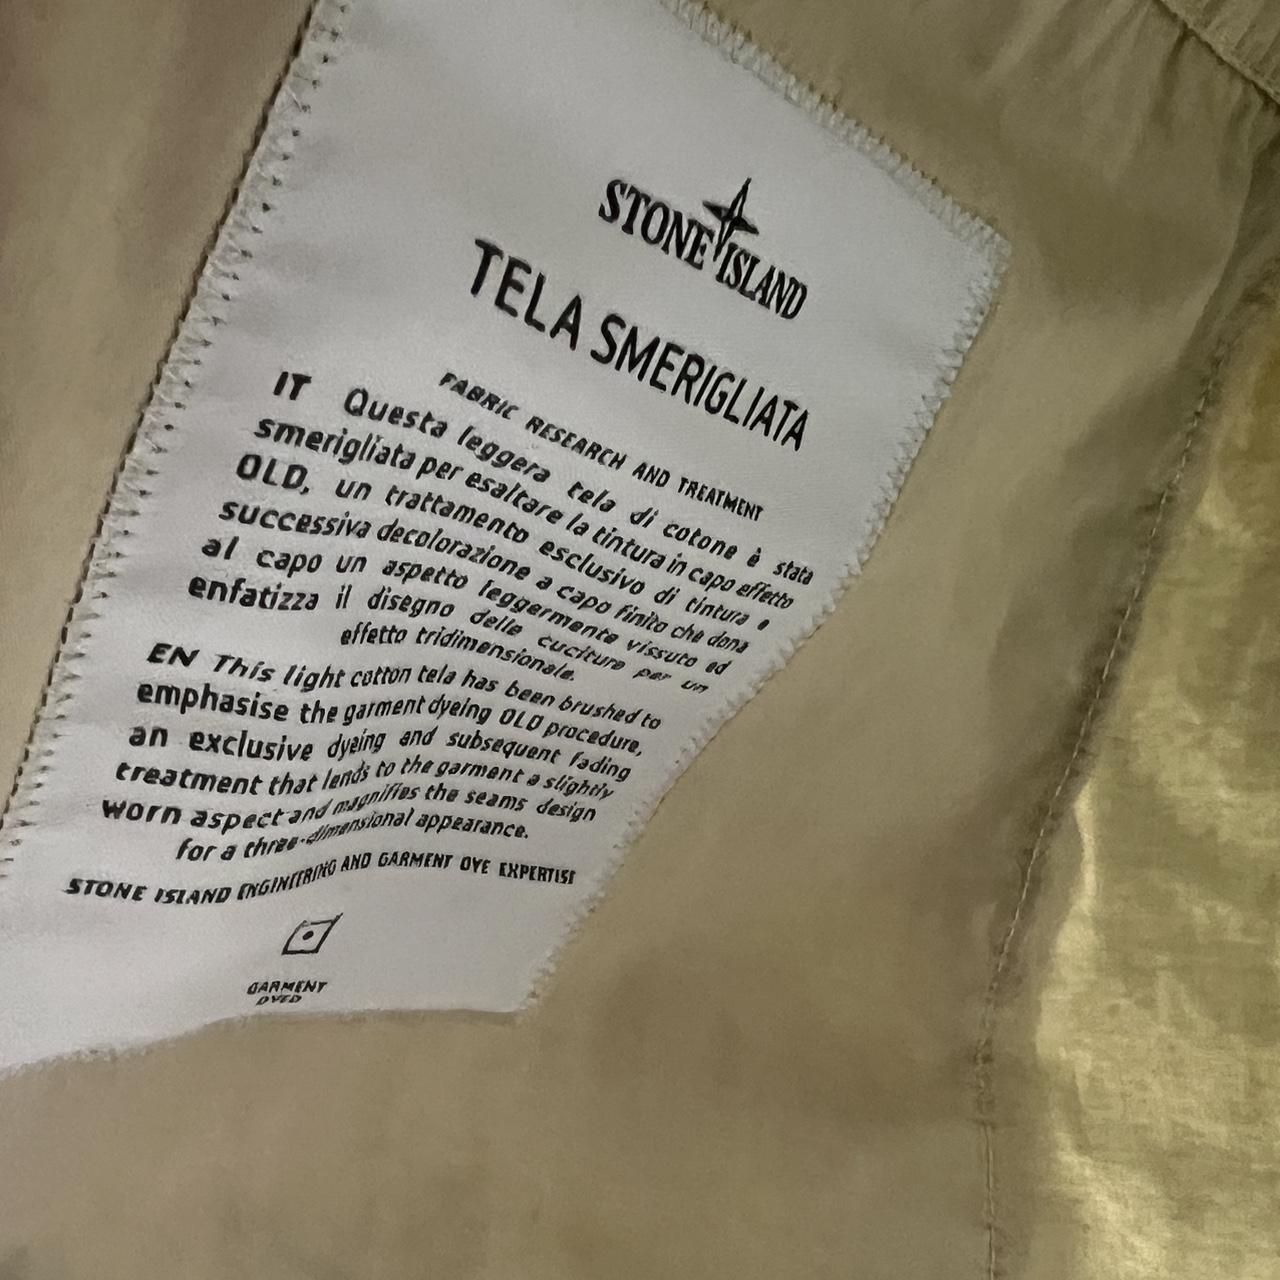 STONE ISLAND
TELA SMERIGLIATA
FABRIC RESEARCH AND TREATMENT
IT Questa leggera tela di cotone è stata
smerigliata per esaltare la tintura in capo effetto
OLD, un trattamento esclusivo di tintura e
successiva decolorazione a capo finito che dona
al capo un aspetto leggermente vissuto ed
enfatizza il disegno delle cuciture per un
effetto tridimensionale.
EN This light cotton tela has been brushed to
emphasise the garment dyeing OLD procedure,
an exclusive dyeing and subsequent fading
treatment that lends to the garment a slightly
worn aspect and magnifies the seams design
for a three-dimensional appearance.
STONE ISLAND ENGINEERING AND GARMENT DYE EXPERTISE
GARMENT
DYED